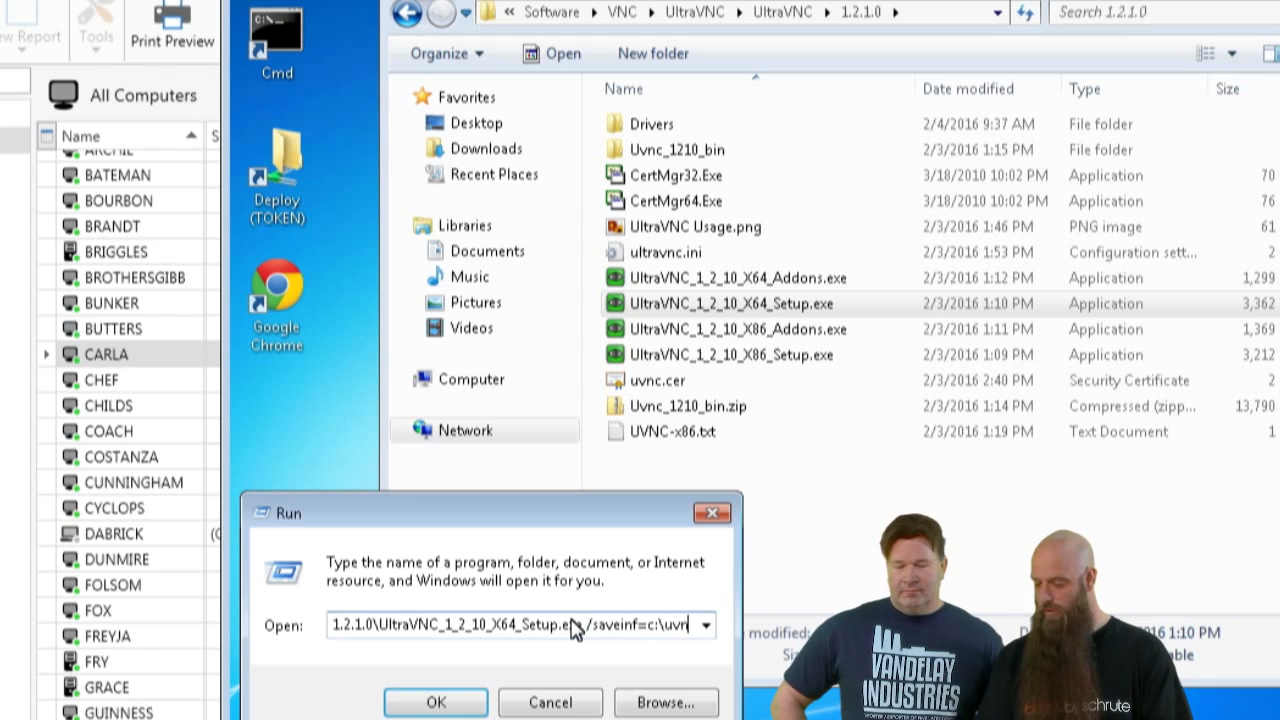 ew Report
Tools
Print Preview
All Computers
Name
S
ARCHIE
BATEMAN
BOURBON
BRANDT
BRIGGLES
BROTHERSGIBB
BUNKER
BUTTERS
CARLA
CHEF
CHILDS
COACH
COSTANZA
CUNNINGHAM
CYCLOPS
DABRICK (C
DUNMIRE
FOLSOM
FOX
FREYJA
FRY
GRACE
GUINNESS
C:\_
Cmd
Deploy
(TOKEN)
Google
Chrome
« Software VNC UltraVNC UltraVNC 1.2.1.0 Search 1.2.1.0
Organize Open New folder
Favorites
Desktop
Downloads
Recent Places
Libraries
Documents
Music
Pictures
Videos
Computer
Network
Name Date modified Type Size
Drivers 2/4/2016 9:37 AM File folder
Uvnc_1210_bin 2/3/2016 1:15 PM File folder
CertMgr32.Exe 3/18/2010 10:02 PM Application 70
CertMgr64.Exe 3/18/2010 10:02 PM Application 76
UltraVNC Usage.png 2/3/2016 1:46 PM PNG image 61
ultravnc.ini 2/3/2016 1:53 PM Configuration sett... 2
UltraVNC_1_2_10_X64_Addons.exe 2/3/2016 1:12 PM Application 1,299
UltraVNC_1_2_10_X64_Setup.exe 2/3/2016 1:10 PM Application 3,362
UltraVNC_1_2_10_X86_Addons.exe 2/3/2016 1:11 PM Application 1,369
UltraVNC_1_2_10_X86_Setup.exe 2/3/2016 1:09 PM Application 3,212
uvnc.cer 2/3/2016 2:40 PM Security Certificate 2
Uvnc_1210_bin.zip 2/3/2016 1:14 PM Compressed (zipp... 13,790
UVNC-x86.txt 2/3/2016 1:19 PM Text Document 1
Run
Type the name of a program, folder, document, or Internet
resource, and Windows will open it for you.
Open: 1.2.1.0\UltraVNC_1_2_10_X64_Setup.exe /saveinf=c:\uvn
OK Cancel Browse...
modified:
2016 1:10 PM
VANDELAY
INDUSTRIES
by schrute